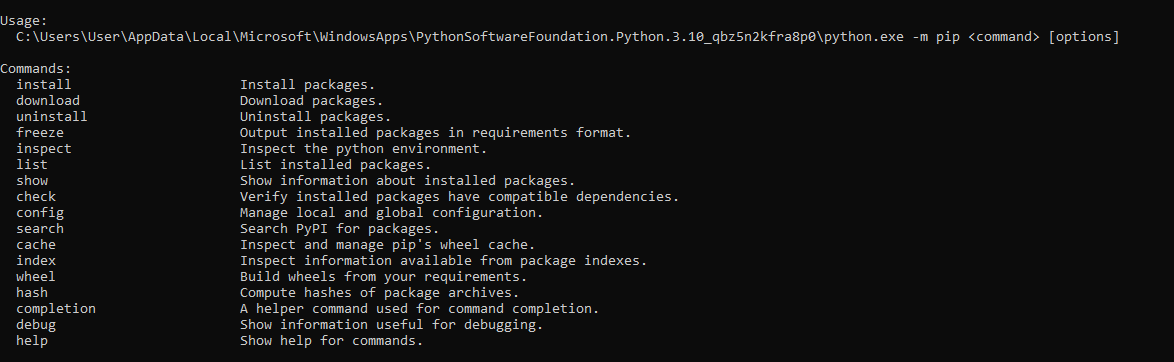 Usage:
  C:\Users\User\AppData\Local\Microsoft\WindowsApps\PythonSoftwareFoundation.Python.3.10_qbz5n2kfra8p0\python.exe -m pip <command> [options]
Commands:
  install                     Install packages.
  download                    Download packages.
  uninstall                   Uninstall packages.
  freeze                      Output installed packages in requirements format.
  inspect                     Inspect the python environment.
  list                        List installed packages.
  show                        Show information about installed packages.
  check                       Verify installed packages have compatible dependencies.
  config                      Manage local and global configuration.
  search                      Search PyPI for packages.
  cache                       Inspect and manage pip's wheel cache.
  index                       Inspect information available from package indexes.
  wheel                       Build wheels from your requirements.
  hash                        Compute hashes of package archives.
  completion                  A helper command used for command completion.
  debug                       Show information useful for debugging.
  help                        Show help for commands.